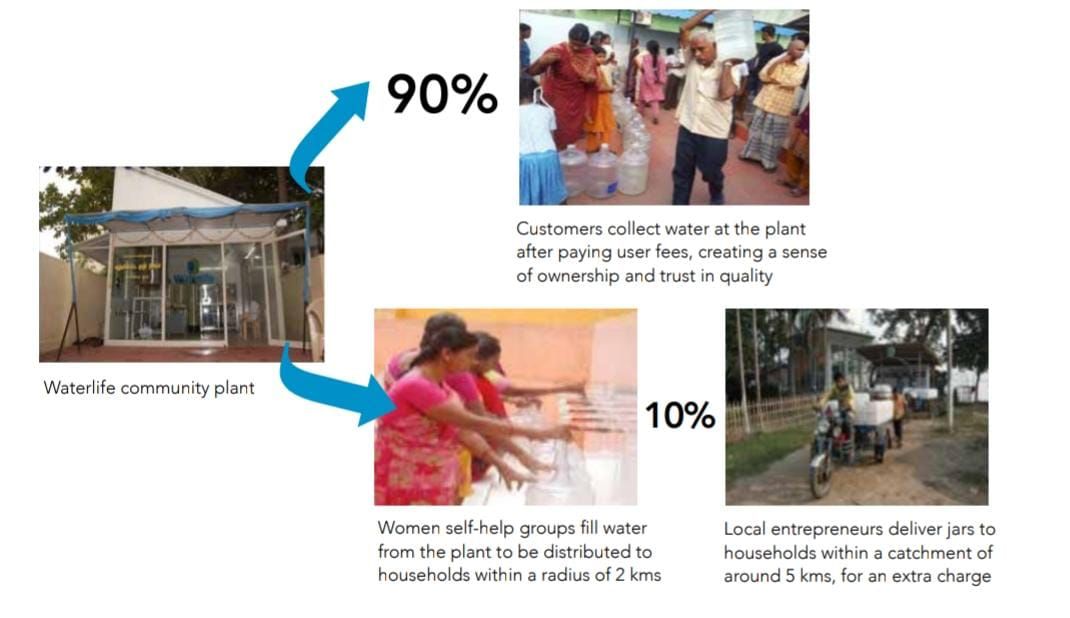 90%
Customers collect water at the plant
after paying user fees, creating a sense
of ownership and trust in quality
Waterlife community plant
10%
Women self-help groups fill water
from the plant to be distributed to
households within a radius of 2 kms
Local entrepreneurs deliver jars to
households within a catchment of
around 5 kms, for an extra charge